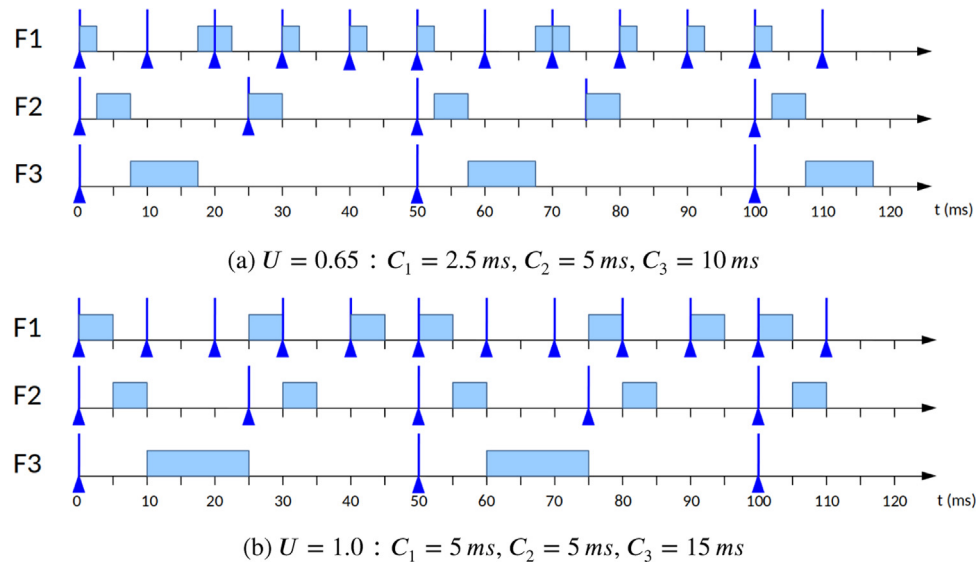 F1
F2
F3
0 10 20 30 40 50 60 70 80 90 100 110 120 t (ms)
(a) U = 0.65 : C₁ = 2.5 ms, C₂ = 5 ms, C₃ = 10 ms
F1
F2
F3
0 10 20 30 40 50 60 70 80 90 100 110 120 t (ms)
(b) U = 1.0 : C₁ = 5 ms, C₂ = 5 ms, C₃ = 15 ms